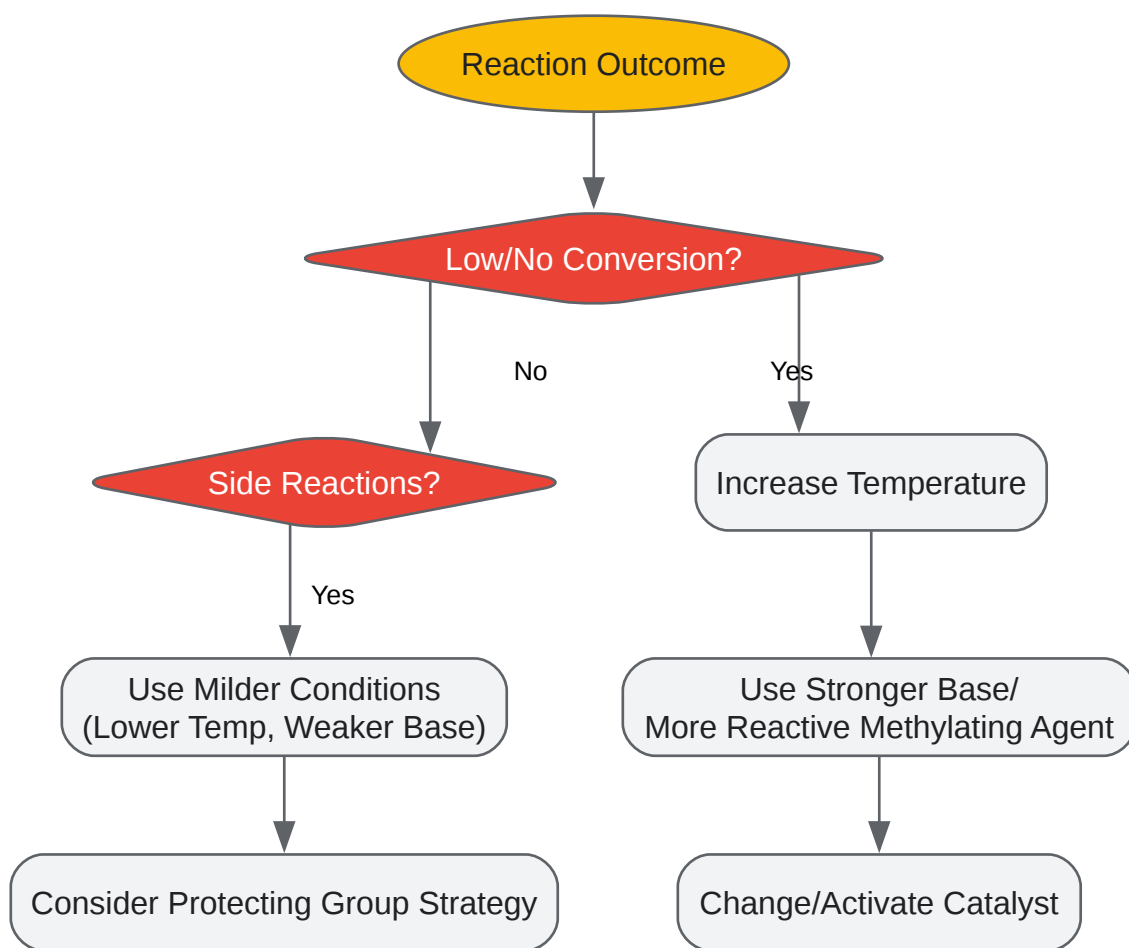 Reaction Outcome
Low/No Conversion?
No
Yes
Side Reactions?
Increase Temperature
Yes
Use Milder Conditions
(Lower Temp, Weaker Base)
Use Stronger Base/
More Reactive Methylating Agent
Consider Protecting Group Strategy
Change/Activate Catalyst